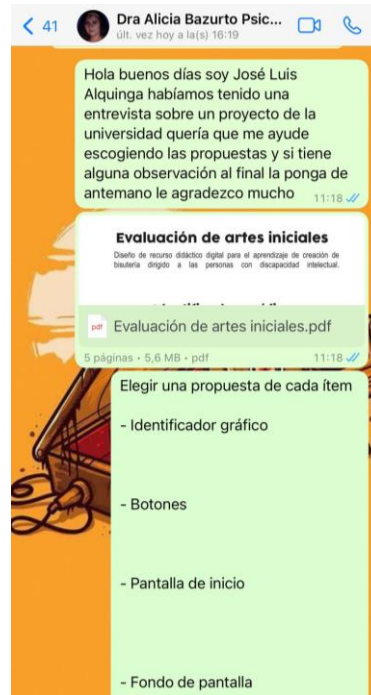 41
Dra Alicia Bazurto Psic...
últ. vez hoy a la(s) 16:19
Hola buenos días soy José Luis
Alquinga habíamos tenido una
entrevista sobre un proyecto de la
universidad quería que me ayude
escogiendo las propuestas y si tiene
alguna observación al final la ponga de
antemano le agradezco mucho
11:18
Evaluación de artes iniciales
Diseño de recurso didáctico digital para el aprendizaje de creación de
bisutería dirigido a las personas con discapacidad intelectual.
pdf
Evaluación de artes iniciales.pdf
5 páginas • 5,6 MB • pdf
11:18
Elegir una propuesta de cada ítem
- Identificador gráfico
- Botones
- Pantalla de inicio
- Fondo de pantalla